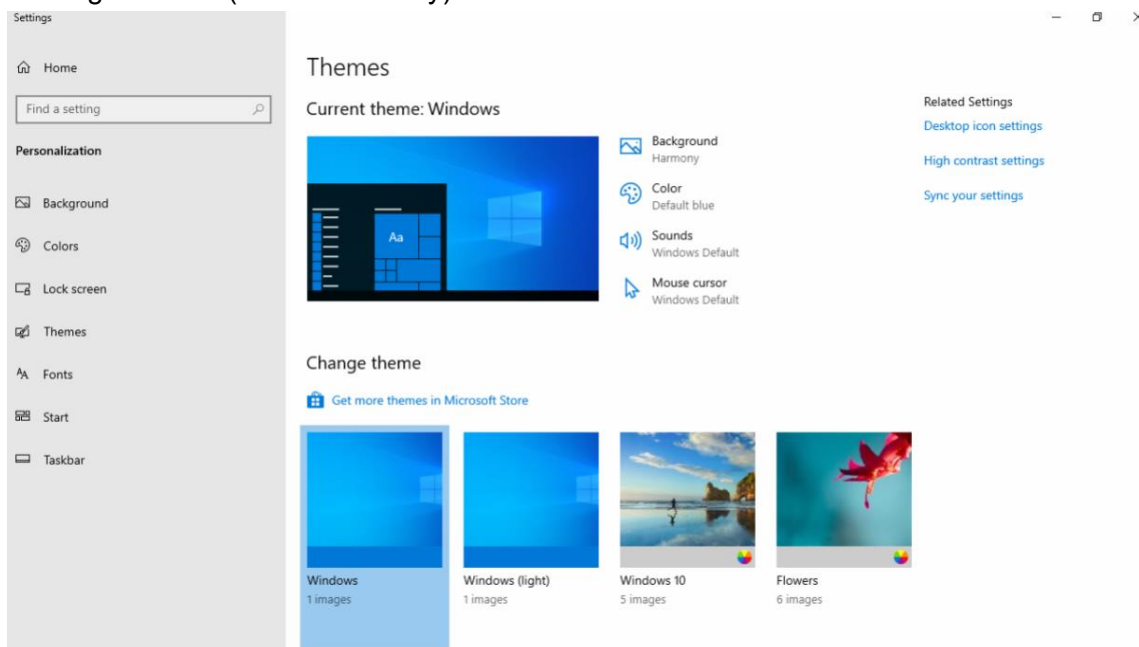 Settings
Home
Find a setting
Personalization
Background
Colors
Lock screen
Themes
Fonts
Start
Taskbar
Themes
Current theme: Windows
Aa
Background
Harmony
Color
Default blue
Sounds
Windows Default
Mouse cursor
Windows Default
Change theme
Get more themes in Microsoft Store
Windows
1 images
Windows (light)
1 images
Windows 10
5 images
Flowers
6 images
Related Settings
Desktop icon settings
High contrast settings
Sync your settings